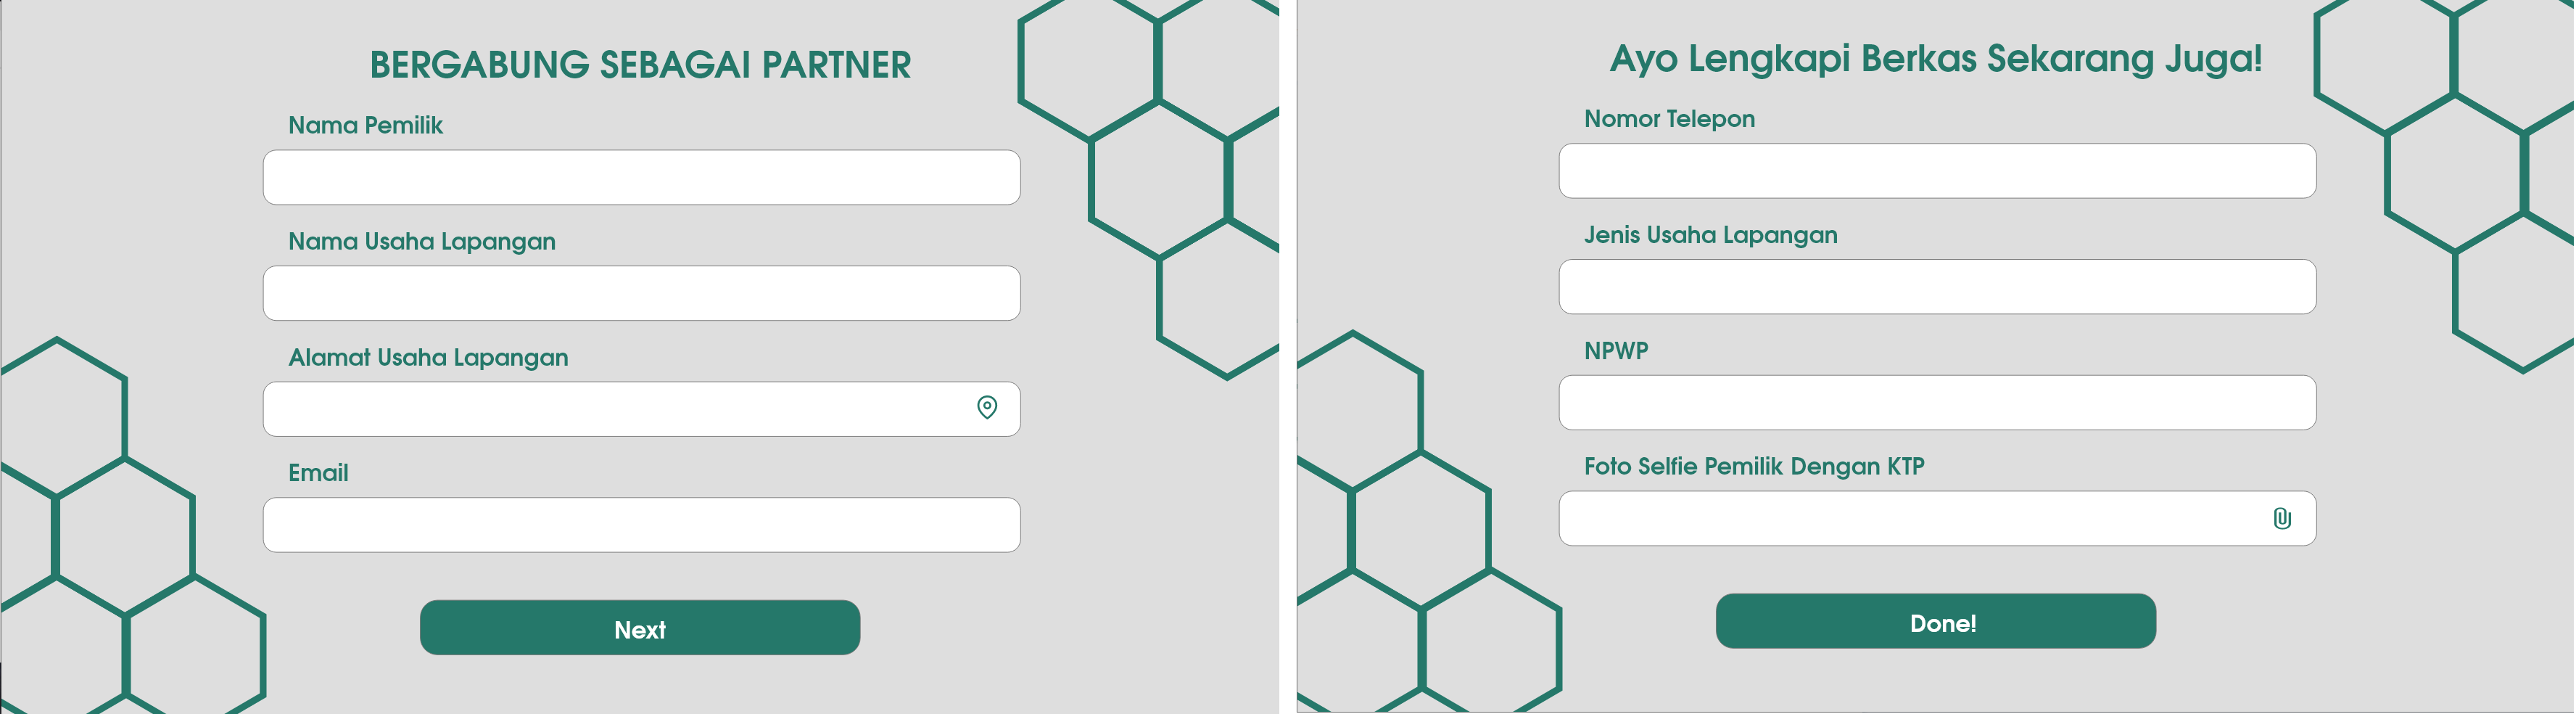 BERGABUNG SEBAGAI PARTNER
Nama Pemilik
Nama Usaha Lapangan
Alamat Usaha Lapangan
Email
Next
Ayo Lengkapi Berkas Sekarang Juga!
Nomor Telepon
Jenis Usaha Lapangan
NPWP
Foto Selfie Pemilik Dengan KTP
Done!